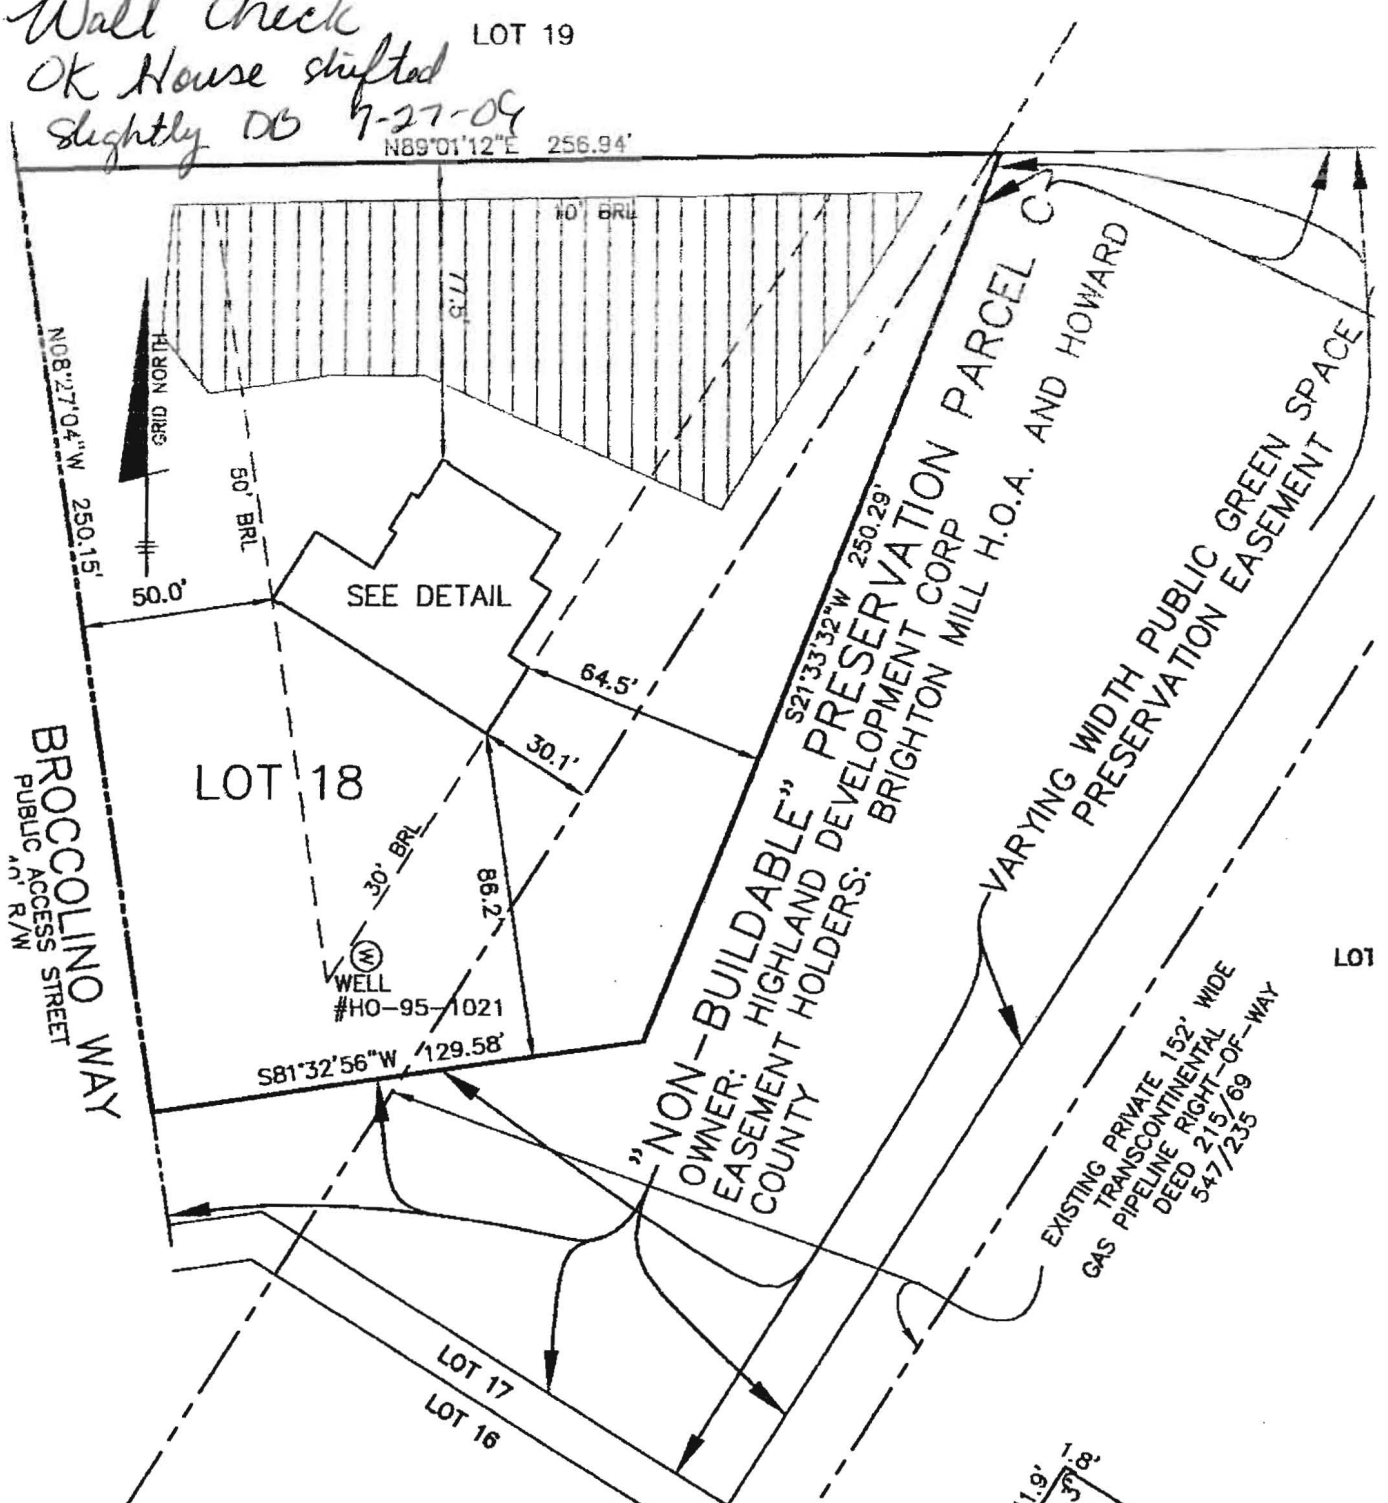 Wall Check
OK House shifted
Slightly DB 7-27-09
LOT 19
N89°01'12"E 256.94'
10' BRL
77.5'
GRID NORTH
N08°27'04"W 250.15'
50' BRL
50.0'
SEE DETAIL
64.5'
30.1'
S21°33'32"W 250.29'
LOT 18
30' BRL
86.2'
W
WELL
#HO-95-1021
S81°32'56"W 129.58'
BROCCOLINO WAY
PUBLIC ACCESS STREET
40' R/W
"NON-BUILDABLE" PRESERVATION PARCEL C
OWNER: HIGHLAND DEVELOPMENT CORP
EASEMENT HOLDERS: BRIGHTON MILL H.O.A. AND HOWARD
COUNTY
VARYING WIDTH PUBLIC GREEN SPACE
PRESERVATION EASEMENT
LOT
EXISTING PRIVATE 152' WIDE
TRANSCONTINENTAL
GAS PIPELINE RIGHT-OF-WAY
DEED 215/69
547/235
LOT 17
LOT 16